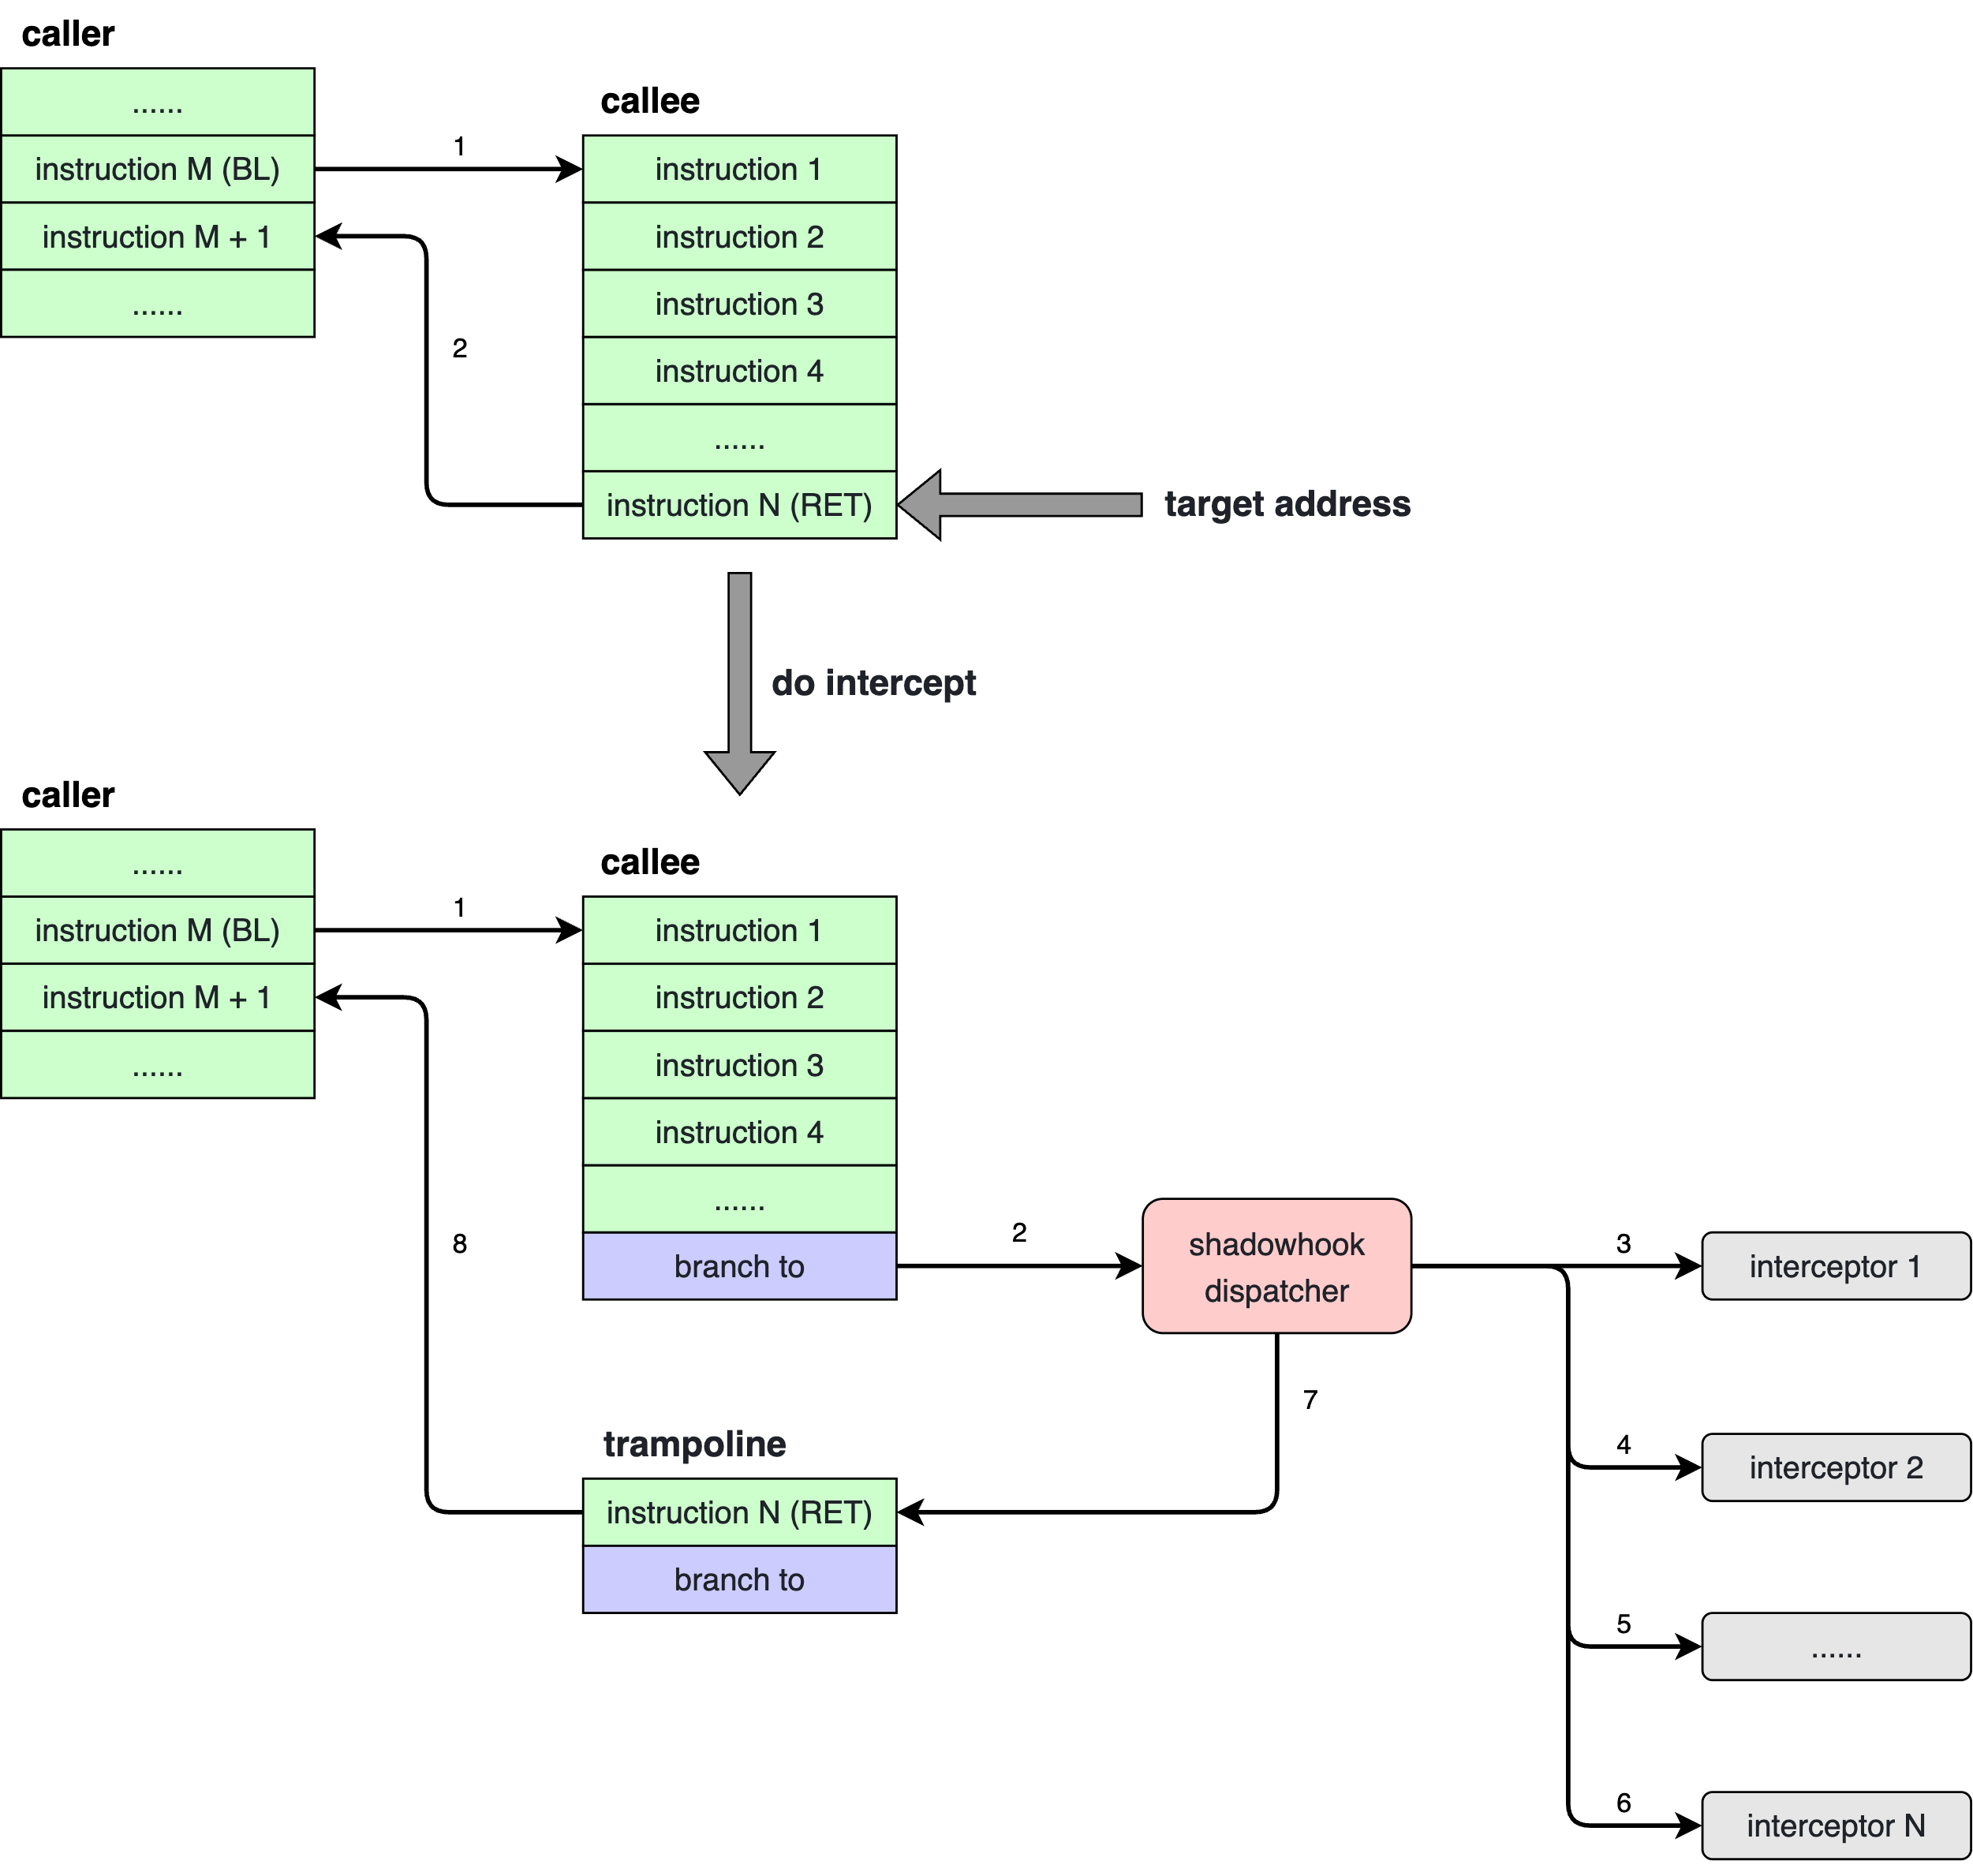 caller
......
instruction M (BL)
instruction M + 1
......
1
2
callee
instruction 1
instruction 2
instruction 3
instruction 4
......
instruction N (RET)
target address
do intercept
caller
......
instruction M (BL)
instruction M + 1
......
1
8
callee
instruction 1
instruction 2
instruction 3
instruction 4
......
branch to
2
shadowhook
dispatcher
3
interceptor 1
4
interceptor 2
5
......
6
interceptor N
7
trampoline
instruction N (RET)
branch to